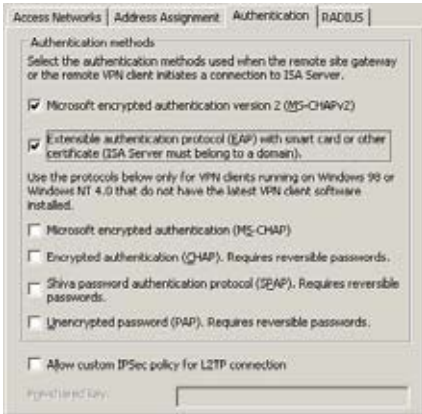 Access Networks Address Assignment Authentication RADIUS
Authentication methods
Select the authentication methods used when the remote site gateway
or the remote VPN client initiates a connection to ISA Server.
Microsoft encrypted authentication version 2 (MS-CHAPv2)
Extensible authentication protocol (EAP) with smart card or other
certificate (ISA Server must belong to a domain).
Use the protocols below only for VPN clients running on Windows 98 or
Windows NT 4.0 that do not have the latest VPN client software
installed.
Microsoft encrypted authentication (MS-CHAP)
Encrypted authentication (CHAP). Requires reversible passwords.
Shiva password authentication protocol (SPAP). Requires reversible
passwords.
Unencrypted password (PAP). Requires reversible passwords.
Allow custom IPSec policy for L2TP connection
Pre-shared key: